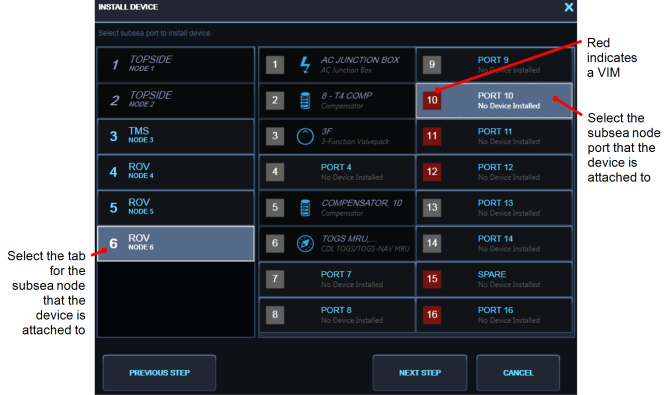 INSTALL DEVICE
Select subsea port to install device.
1 TOPSIDE
NODE 1
2 TOPSIDE
NODE 2
3 TMS
NODE 3
4 ROV
NODE 4
5 ROV
NODE 5
6 ROV
NODE 6
1 AC JUNCTION BOX
AC Junction Box
2 8 - T4 COMP
Compensator
3 3F
3-Function Valvepack
4 PORT 4
No Device Installed
5 COMPENSATOR, 10
Compensator
6 TOGS MRU,...
CDL TOGS/TOGS-NAV MRU
7 PORT 7
No Device Installed
8 PORT 8
No Device Installed
9 PORT 9
No Device Installed
10 PORT 10
No Device Installed
11 PORT 11
No Device Installed
12 PORT 12
No Device Installed
13 PORT 13
No Device Installed
14 PORT 14
No Device Installed
15 SPARE
No Device Installed
16 PORT 16
No Device Installed
PREVIOUS STEP
NEXT STEP
CANCEL
Red
indicates
a VIM
Select the
subsea node
port that the
device is
attached to
Select the tab
for the
subsea node
that the
device is
attached to